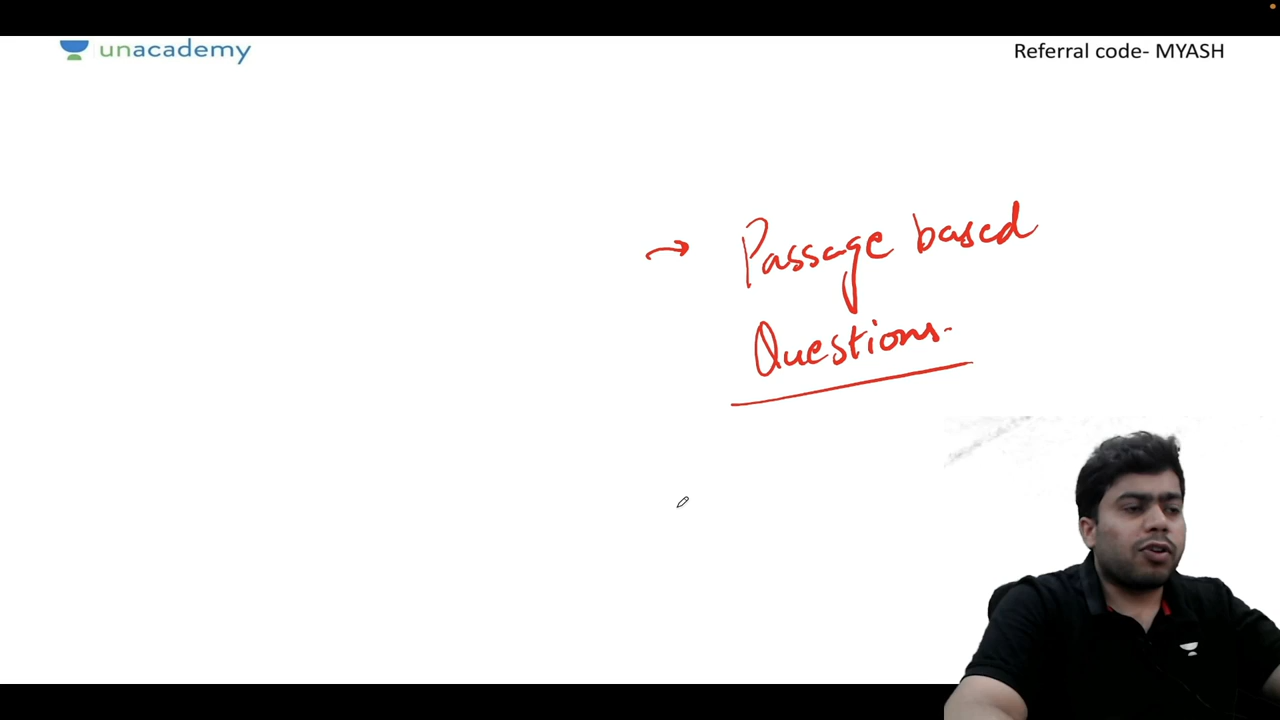 unacademy
Referral code- MYASH
→ Passage based
Questions.